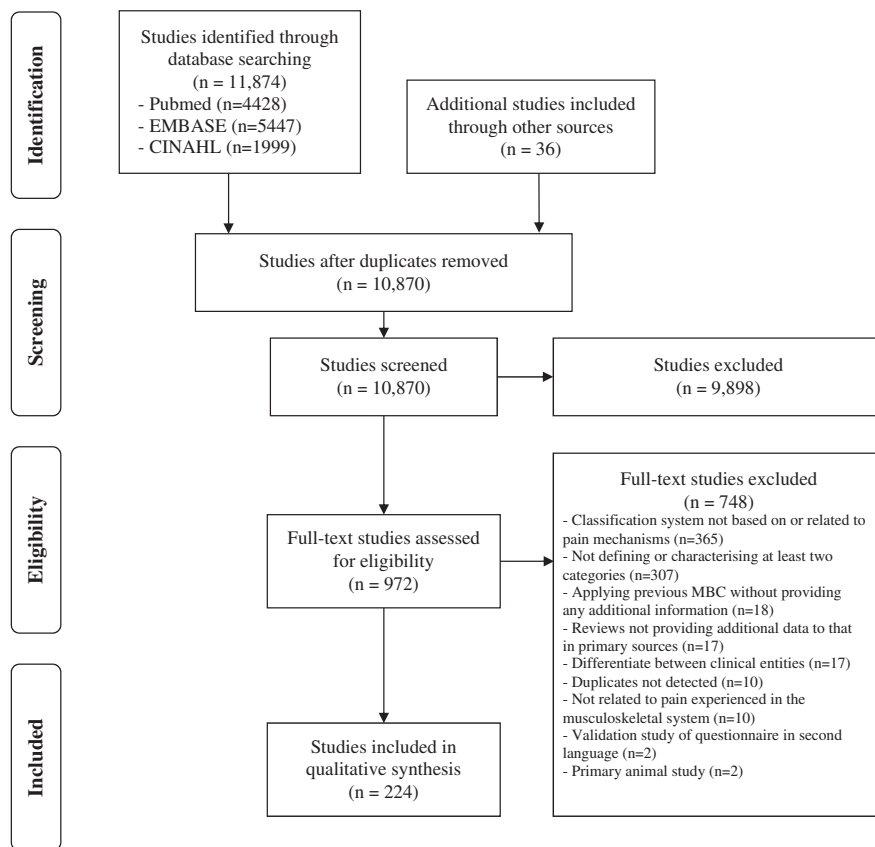 Identification
Studies identified through
database searching
(n = 11,874)
- Pubmed (n=4428)
- EMBASE (n=5447)
- CINAHL (n=1999)
Additional studies included
through other sources
(n = 36)
Screening
Studies after duplicates removed
(n = 10,870)
Studies screened
(n = 10,870)
Studies excluded
(n = 9,898)
Eligibility
Full-text studies assessed
for eligibility
(n = 972)
Full-text studies excluded
(n = 748)
- Classification system not based on or related to
pain mechanisms (n=365)
- Not defining or characterising at least two
categories (n=307)
- Applying previous MBC without providing
any additional information (n=18)
- Reviews not providing additional data to that
in primary sources (n=17)
- Differentiate between clinical entities (n=17)
- Duplicates not detected (n=10)
- Not related to pain experienced in the
musculoskeletal system (n=10)
- Validation study of questionnaire in second
language (n=2)
- Primary animal study (n=2)
Included
Studies included in
qualitative synthesis
(n = 224)